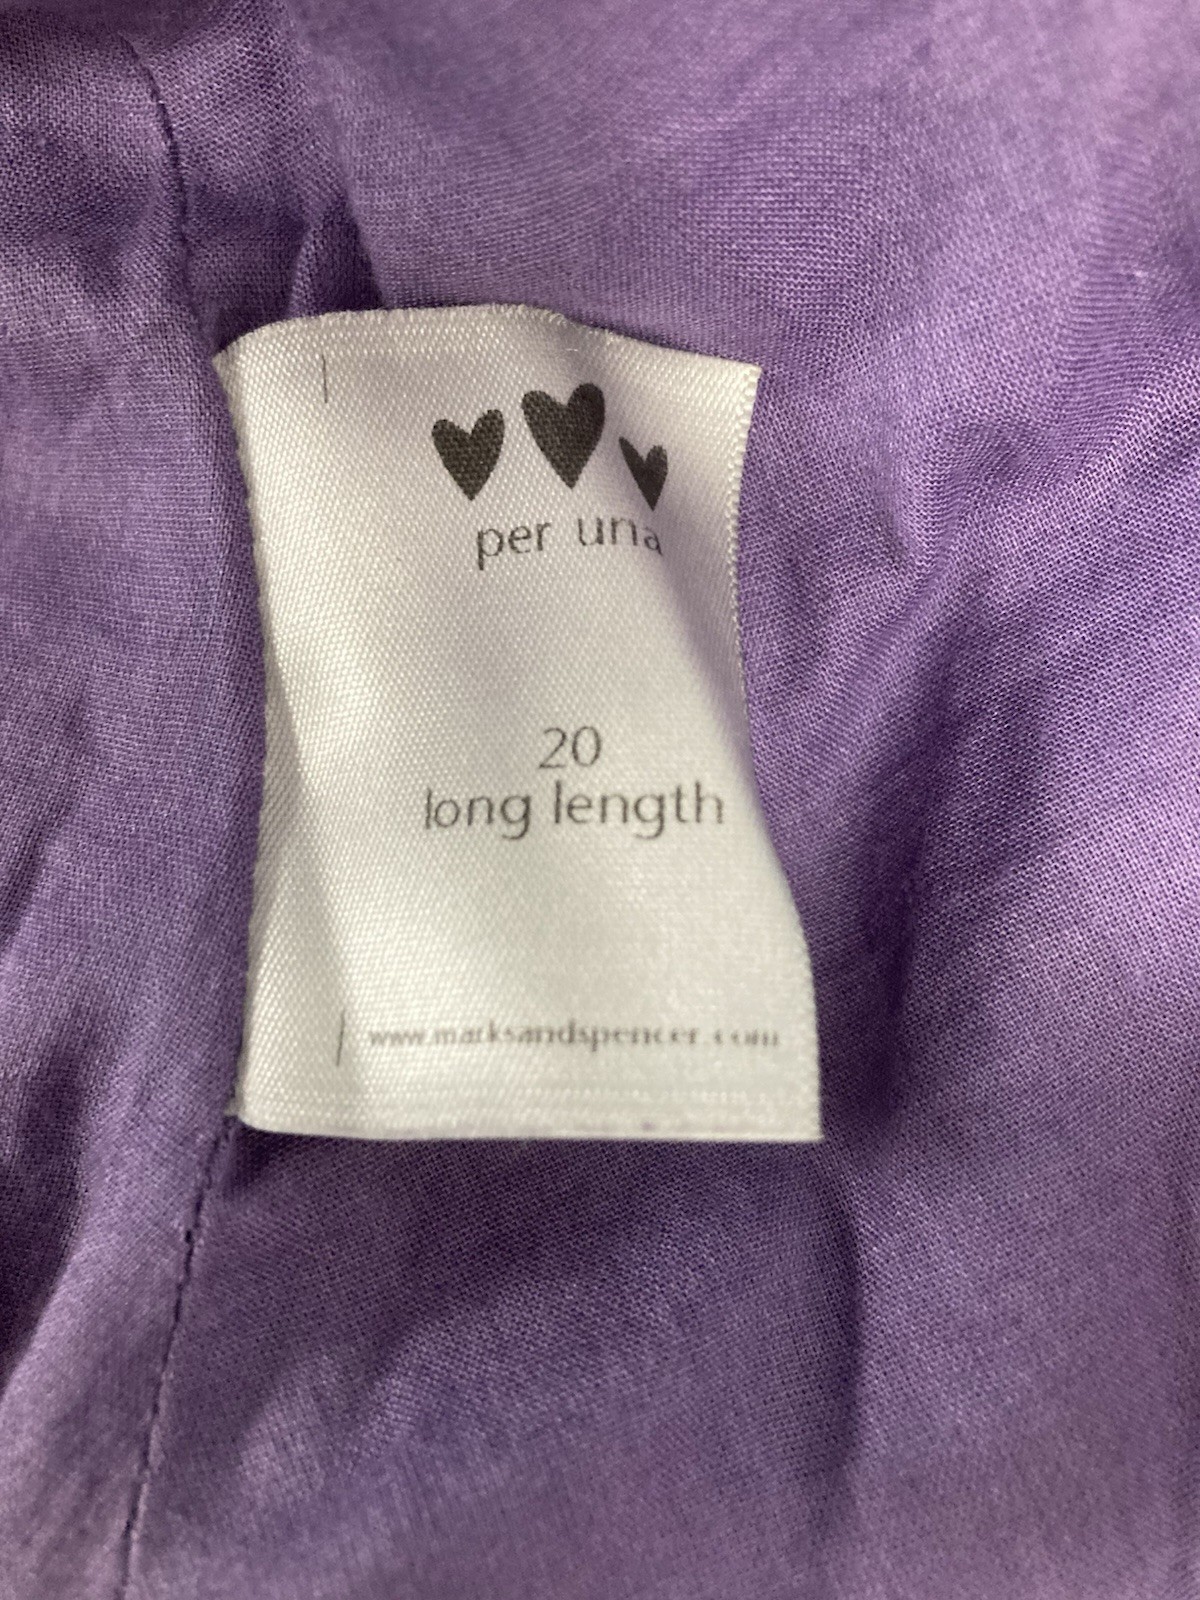 per una
20
long length
www.marksandspencer.com